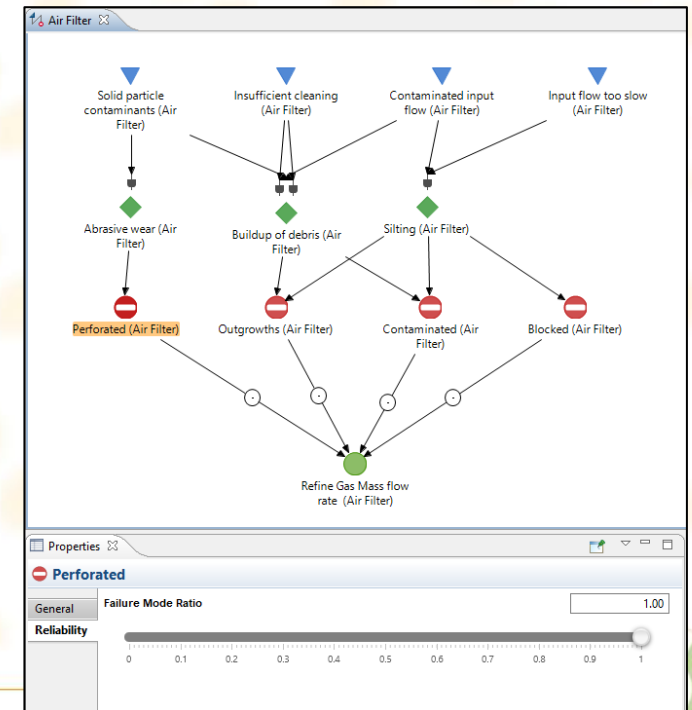 Air Filter
Solid particle
contaminants (Air
Filter)
Insufficient cleaning
(Air Filter)
Contaminated input
flow (Air Filter)
Input flow too slow
(Air Filter)
Abrasive wear (Air
Filter)
Buildup of debris (Air
Filter)
Silting (Air Filter)
Perforated (Air Filter)
Outgrowths (Air Filter)
Contaminated (Air
Filter)
Blocked (Air Filter)
Refine Gas Mass flow
rate (Air Filter)
Properties
Perforated
General
Reliability
Failure Mode Ratio
1.00
0 0.1 0.2 0.3 0.4 0.5 0.6 0.7 0.8 0.9 1